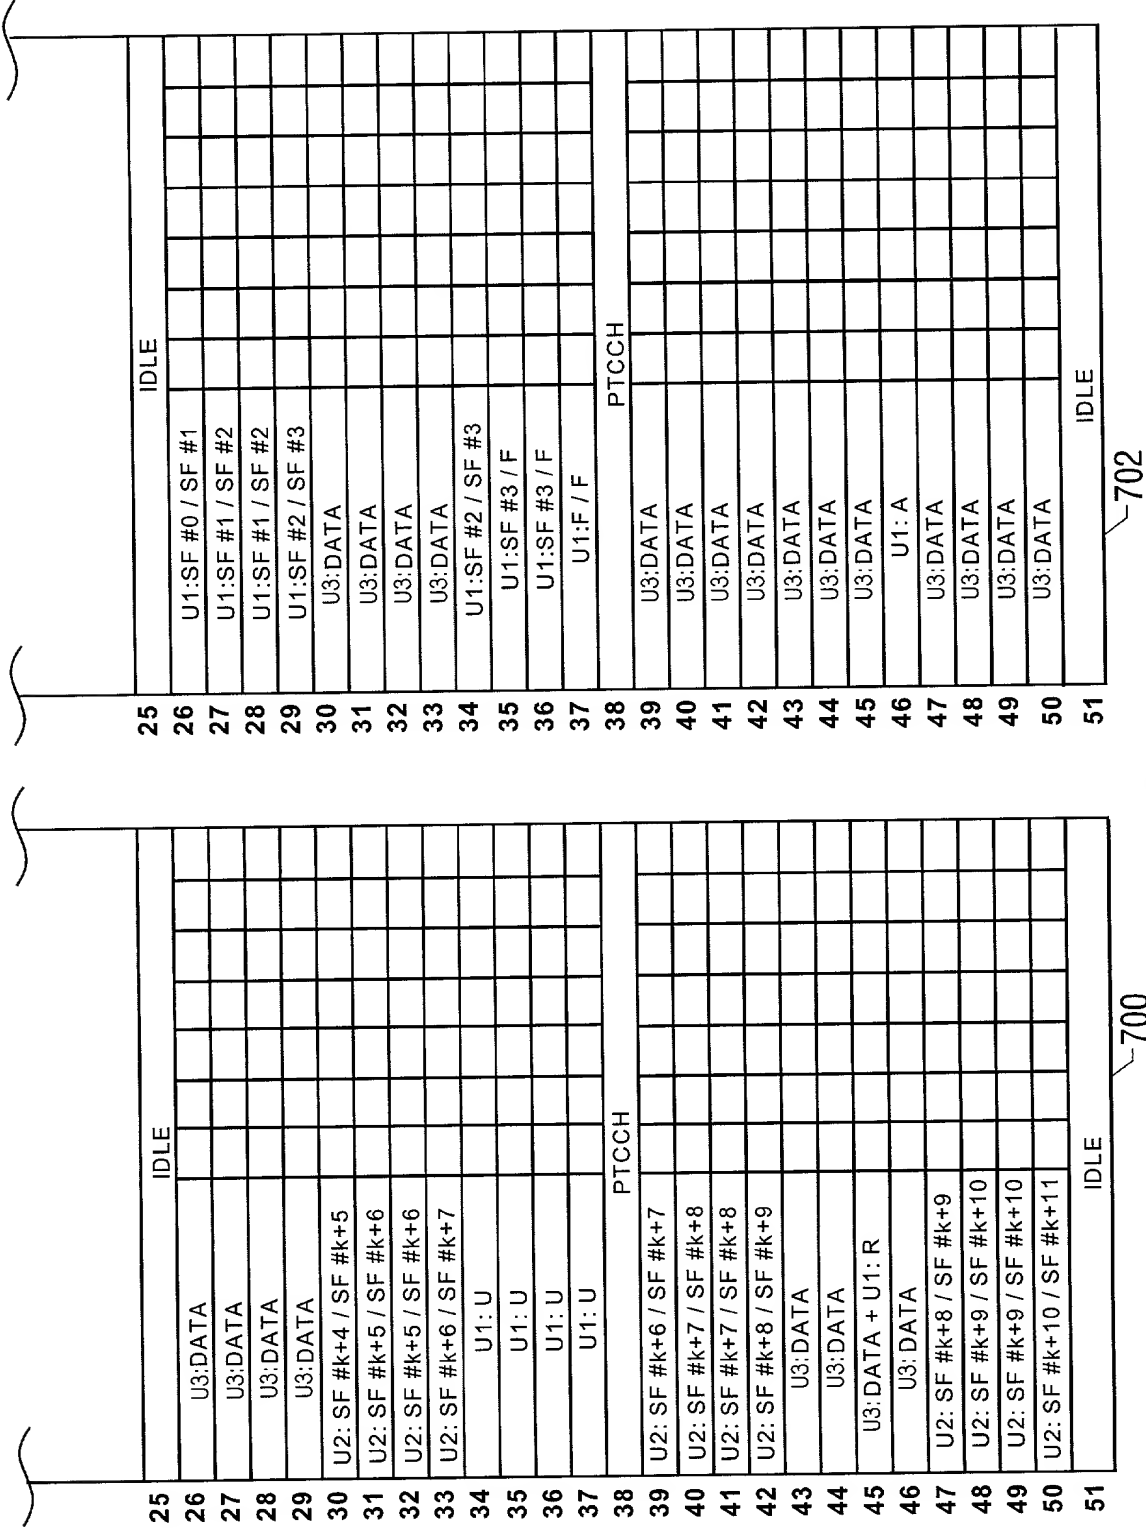 25 IDLE
26 U3:DATA
27 U3:DATA
28 U3:DATA
29 U3:DATA
30 U2: SF #k+4 / SF #k+5
31 U2: SF #k+5 / SF #k+6
32 U2: SF #k+5 / SF #k+6
33 U2: SF #k+6 / SF #k+7
34 U1: U
35 U1: U
36 U1: U
37 U1: U
38 PTCCH
39 U2: SF #k+6 / SF #k+7
40 U2: SF #k+7 / SF #k+8
41 U2: SF #k+7 / SF #k+8
42 U2: SF #k+8 / SF #k+9
43 U3:DATA
44 U3:DATA
45 U3:DATA + U1: R
46 U3: DATA
47 U2: SF #k+8 / SF #k+9
48 U2: SF #k+9 / SF #k+10
49 U2: SF #k+9 / SF #k+10
50 U2: SF #k+10 / SF #k+11
51 IDLE
700
25 IDLE
26 U1:SF #0 / SF #1
27 U1:SF #1 / SF #2
28 U1:SF #1 / SF #2
29 U1:SF #2 / SF #3
30 U3:DATA
31 U3:DATA
32 U3:DATA
33 U3:DATA
34 U1:SF #2 / SF #3
35 U1:SF #3 / F
36 U1:SF #3 / F
37 U1:F / F
38 PTCCH
39 U3:DATA
40 U3:DATA
41 U3:DATA
42 U3:DATA
43 U3:DATA
44 U3:DATA
45 U3:DATA
46 U1: A
47 U3:DATA
48 U3:DATA
49 U3:DATA
50 U3:DATA
51 IDLE
702